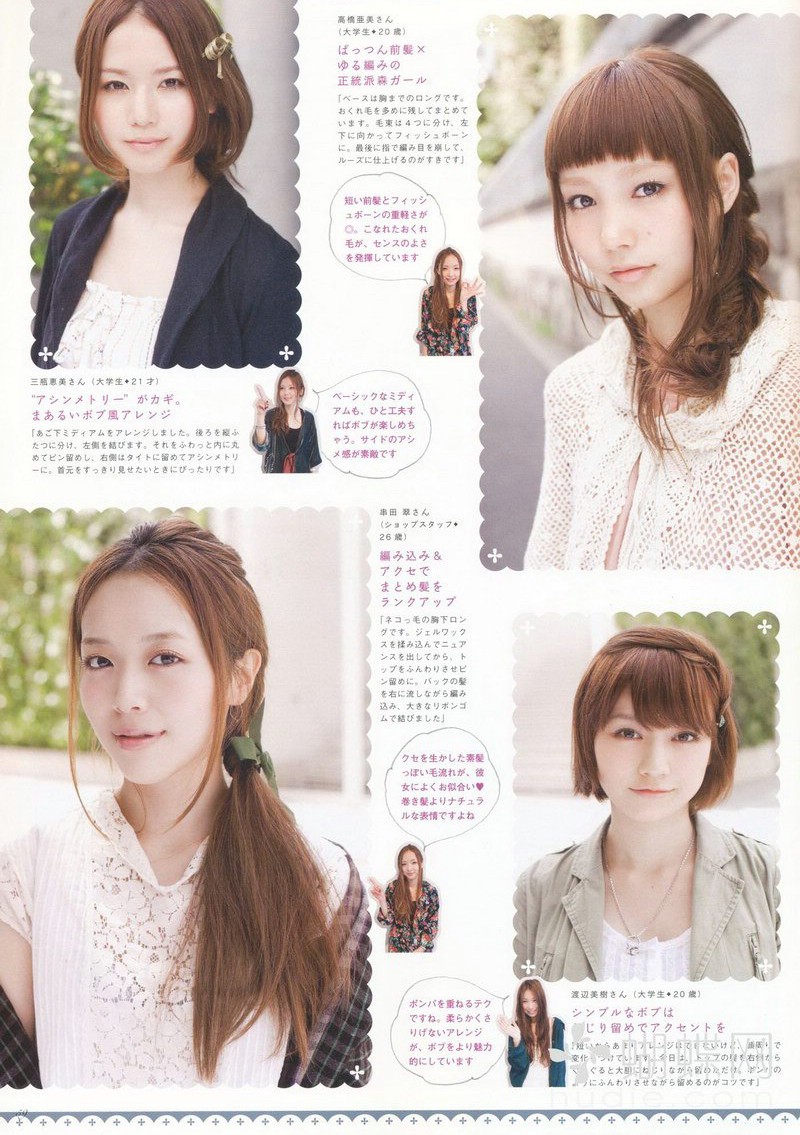 高橋亜美さん
(大学生◆20歳)
ぱっつん前髪×
ゆる編みの
正統派森ガール
「ベースは胸までのロングです。
おくれ毛を多めに残してまとめて
います。毛束は4つに分け、左
下に向かってフィッシュボーン
に。最後に指で編み目を崩して、
ルーズに仕上げるのがすきです」
短い前髪とフィッ
シュボーンの重軽さが
◎。こなれたおくれ
毛が、センスのよさ
を発揮しています
三瓶恵美さん(大学生◆21才)
"アシンメトリー"がカギ。
まあるいボブ風アレンジ
「あご下ミディアムをアレンジしました。後ろを縦ふ
たつに分け、左側を結びます。それをふわっと内に丸
めてピン留めし、右側はタイトに留めてアシンメトリ
ーに。首元をすっきり見せたいときにぴったりです」
ベーシックなミディ
アムも、ひと工夫す
ればボブが楽しめち
ゃう。サイドのアシ
メ感が素敵です
串田 翠さん
(ショップスタッフ◆
26歳)
編み込み&
アクセで
まとめ髪を
ランクアップ
「ネコっ毛の胸下ロン
グです。ジェルワック
スを揉み込んでニュア
ンスを出してから、ト
ップをふんわりさせピ
ン留めに。バックの髪
を右に流しながら編み
込み、大きなリボンゴ
ムで結びました」
クセを生かした素髪
っぽい毛流れが、彼
女によくお似合い♥
巻き髪よりナチュラ
ルな表情ですよね
ポンパを重ねるテク
ですね。柔らかくさ
りげないアレンジ
が、ボブをより魅力
的にしています
渡辺美樹さん(大学生◆20歳)
シンプルなボブは
じり留めでアクセントを
nudie.com